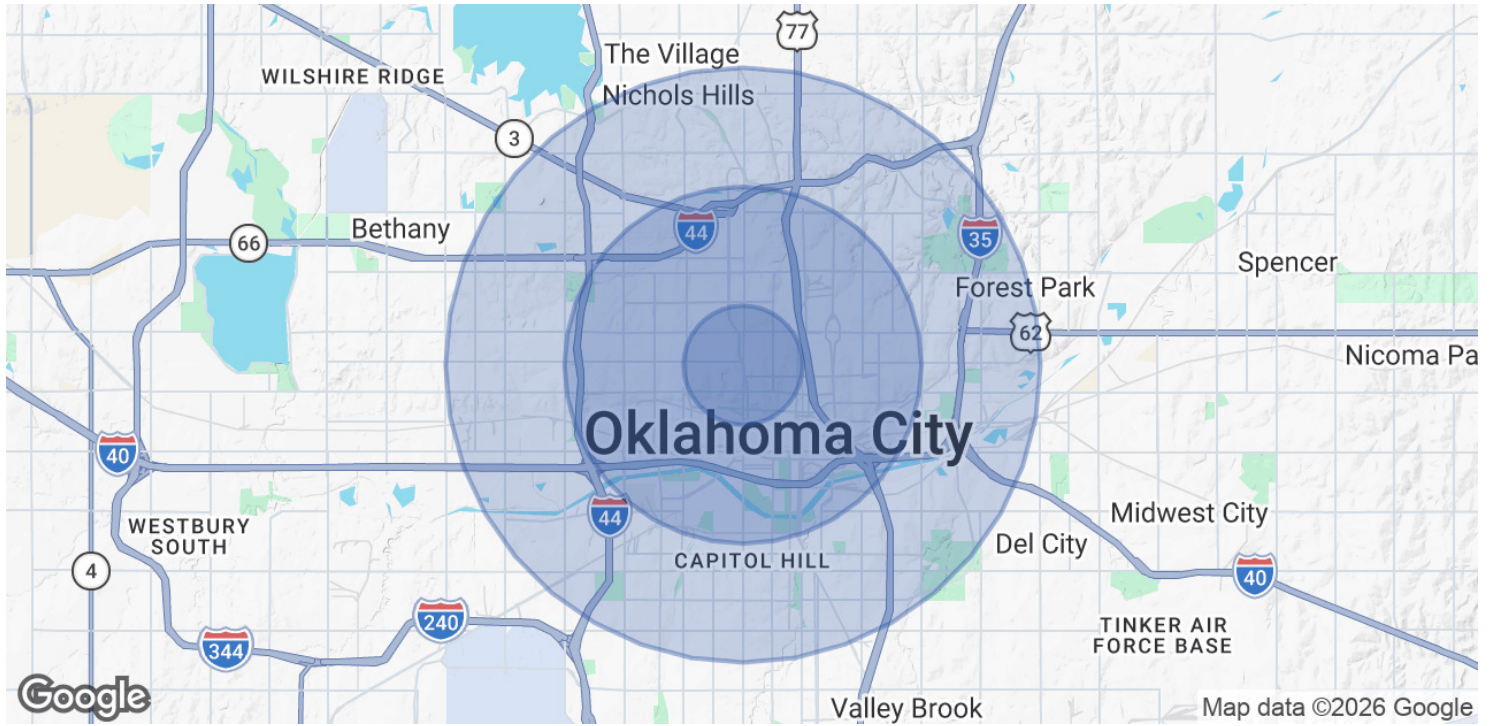 77
The Village
WILSHIRE RIDGE
Nichols Hills
3
44
Bethany
66
35
Spencer
Forest Park
62
Nicoma Pa
Oklahoma City
40
44
WESTBURY
SOUTH
Midwest City
Del City
CAPITOL HILL
4
40
240
TINKER AIR
FORCE BASE
344
Google
Valley Brook
Map data ©2026 Google